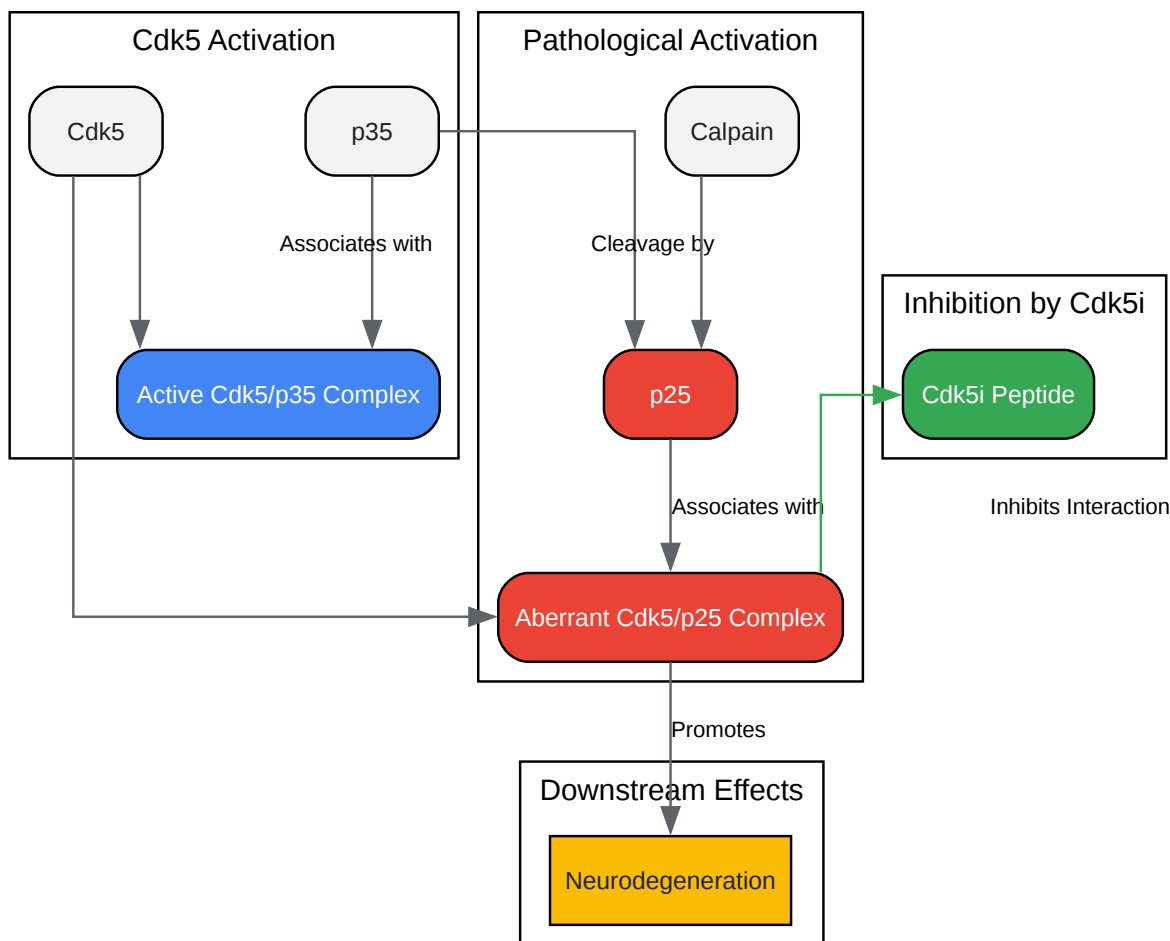 Cdk5 Activation
Pathological Activation
Cdk5
p35
Calpain
Associates with
Cleavage by
Inhibition by Cdk5i
Active Cdk5/p35 Complex
p25
Cdk5i Peptide
Associates with
Inhibits Interaction
Aberrant Cdk5/p25 Complex
Promotes
Downstream Effects
Neurodegeneration